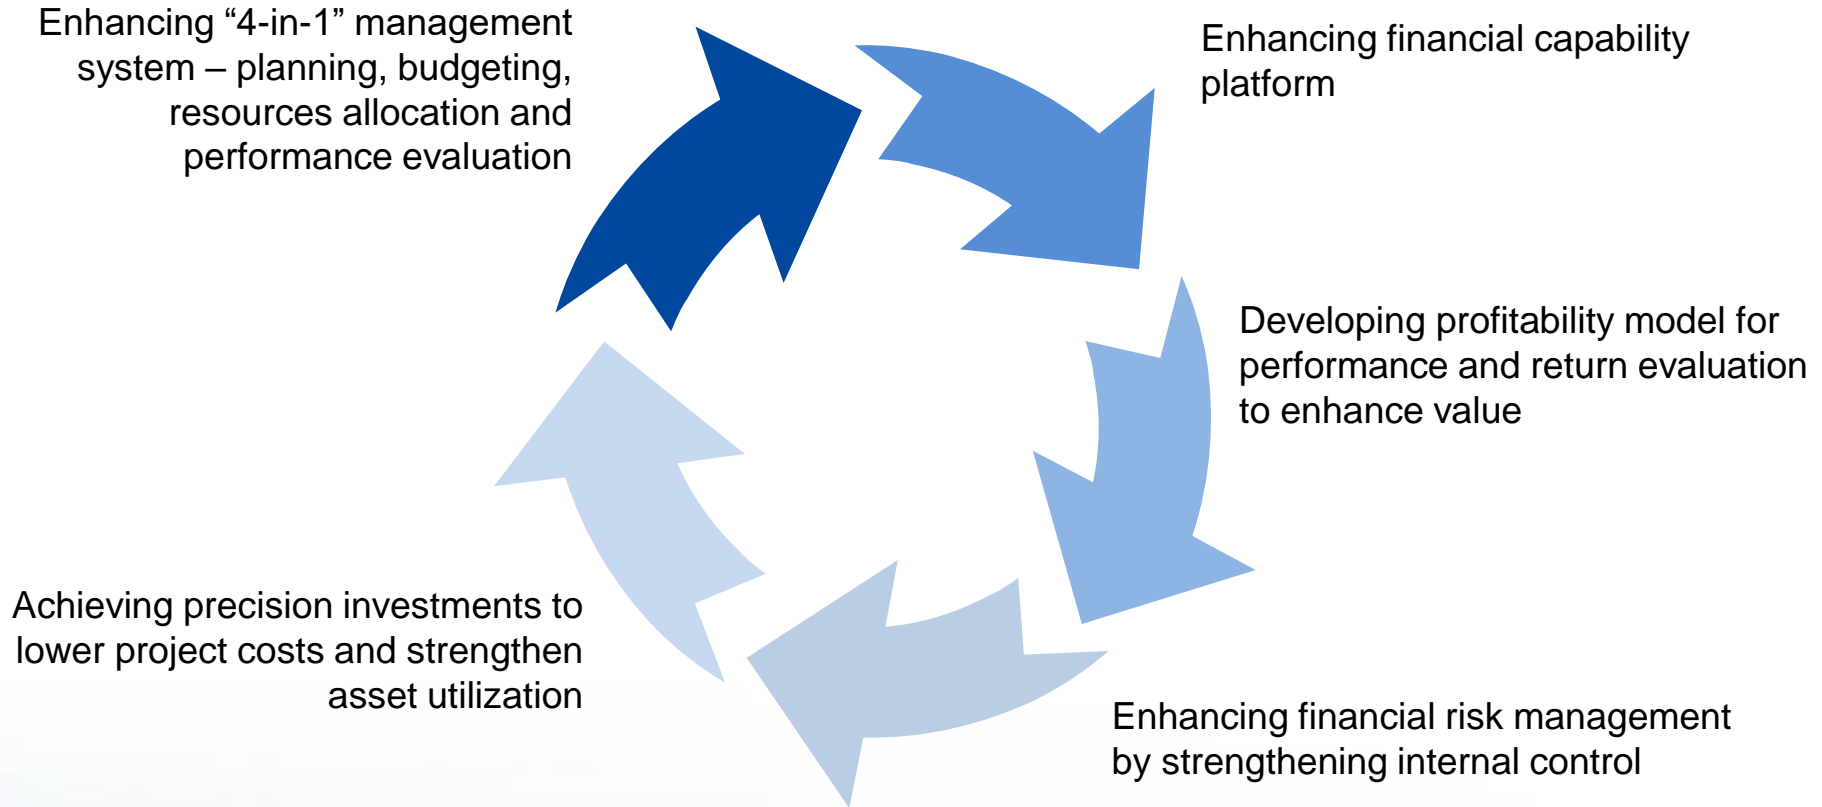 Enhancing “4-in-1” management
system – planning, budgeting,
resources allocation and
performance evaluation
Enhancing financial capability
platform
Developing profitability model for
performance and return evaluation
to enhance value
Enhancing financial risk management
by strengthening internal control
Achieving precision investments to
lower project costs and strengthen
asset utilization